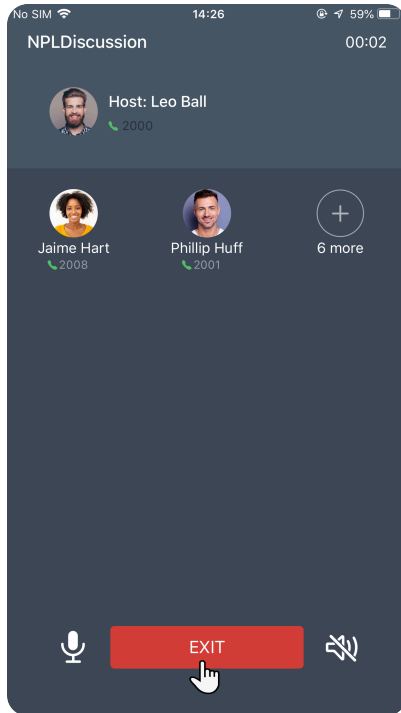 No SIM 14:26 59%
NPLDiscussion 00:02
Host: Leo Ball
2000
Jaime Hart Phillip Huff 6 more
2008 2001
EXIT